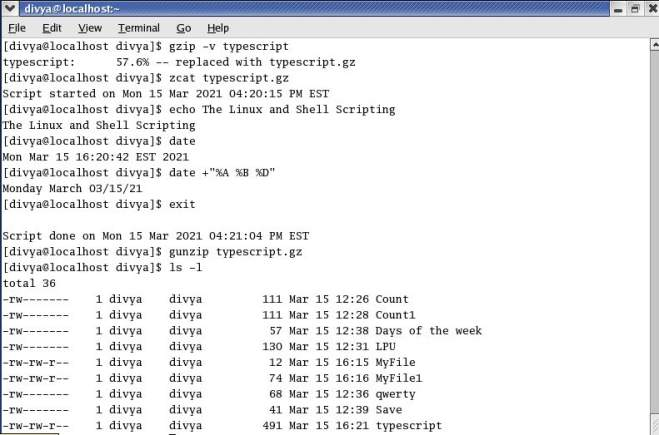 divya@localhost:~
File Edit View Terminal Go Help
[divya@localhost divya]$ gzip -v typescript
typescript:      57.6% -- replaced with typescript.gz
[divya@localhost divya]$ zcat typescript.gz
Script started on Mon 15 Mar 2021 04:20:15 PM EST
[divya@localhost divya]$ echo The Linux and Shell Scripting
The Linux and Shell Scripting
[divya@localhost divya]$ date
Mon Mar 15 16:20:42 EST 2021
[divya@localhost divya]$ date +"%A %B %D"
Monday March 03/15/21
[divya@localhost divya]$ exit
Script done on Mon 15 Mar 2021 04:21:04 PM EST
[divya@localhost divya]$ gunzip typescript.gz
[divya@localhost divya]$ ls -l
total 36
-rw-------    1 divya    divya         111 Mar 15 12:26 Count
-rw-------    1 divya    divya         111 Mar 15 12:28 Count1
-rw-------    1 divya    divya          57 Mar 15 12:38 Days of the week
-rw-------    1 divya    divya         130 Mar 15 12:31 LPU
-rw-rw-r--    1 divya    divya          12 Mar 15 16:15 MyFile
-rw-rw-r--    1 divya    divya          74 Mar 15 16:16 MyFile1
-rw-------    1 divya    divya          68 Mar 15 12:36 qwerty
-rw-------    1 divya    divya          41 Mar 15 12:39 Save
-rw-rw-r--    1 divya    divya         491 Mar 15 16:21 typescript